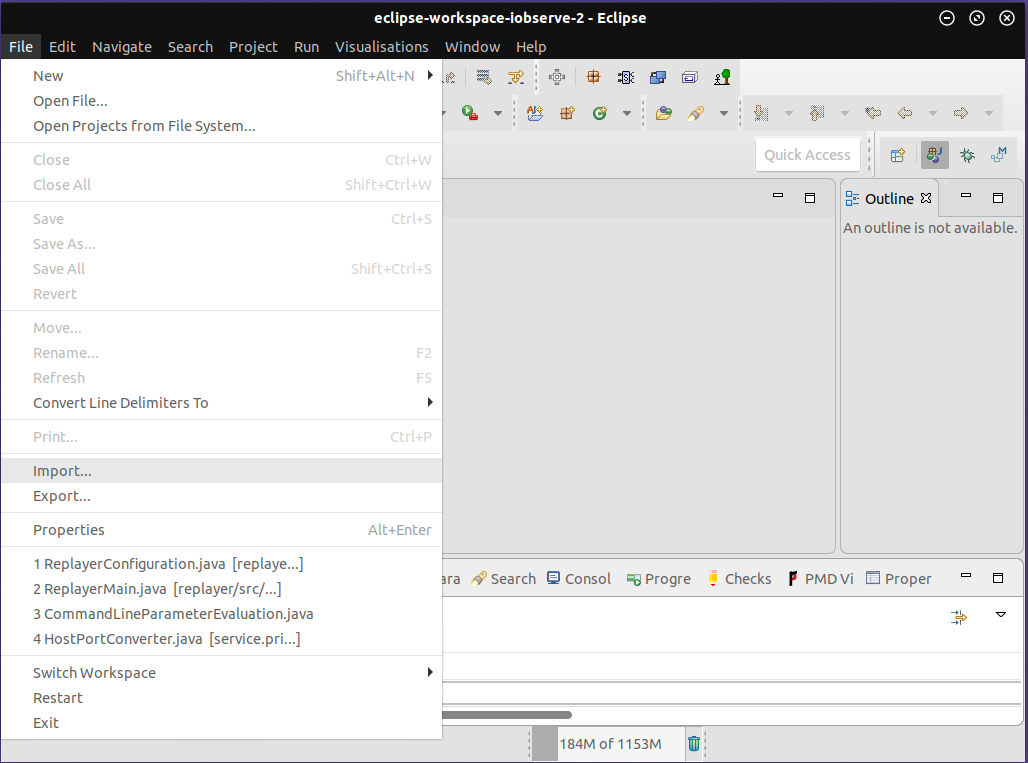 eclipse-workspace-iobserve-2 - Eclipse
File Edit Navigate Search Project Run Visualisations Window Help
New Shift+Alt+N
Open File...
Open Projects from File System...
Close Ctrl+W
Close All Shift+Ctrl+W
Save Ctrl+S
Save As...
Save All Shift+Ctrl+S
Revert
Move...
Rename... F2
Refresh F5
Convert Line Delimiters To
Print... Ctrl+P
Import...
Export...
Properties Alt+Enter
1 ReplayerConfiguration.java [replaye...]
2 ReplayerMain.java [replayer/src/...]
3 CommandLineParameterEvaluation.java
4 HostPortConverter.java [service.pri...]
Switch Workspace
Restart
Exit
Quick Access
Outline
An outline is not available.
ara Search Consol Progre Checks PMD Vi Proper
184M of 1153M